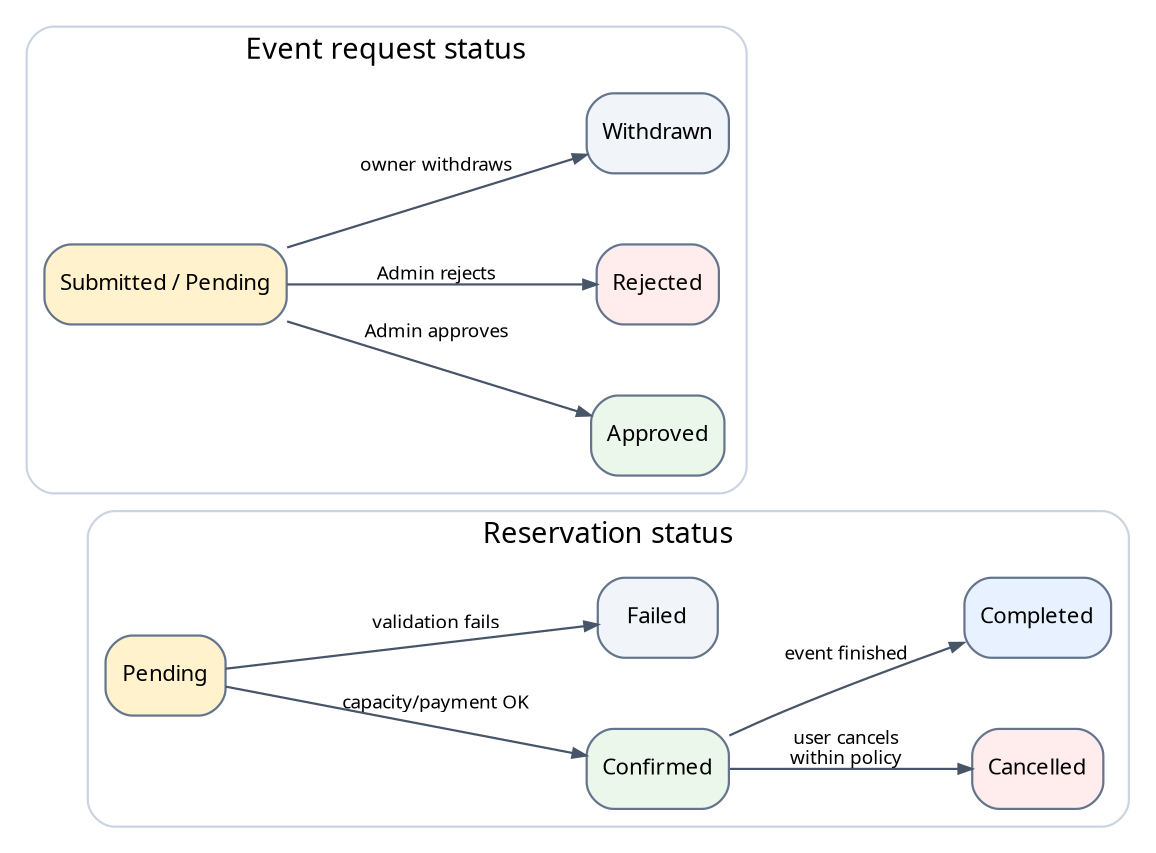 Event request status
Withdrawn
owner withdraws
Submitted / Pending
Admin rejects
Rejected
Admin approves
Approved
Reservation status
Failed
Completed
validation fails
event finished
Pending
capacity/payment OK
user cancels
within policy
Confirmed
Cancelled